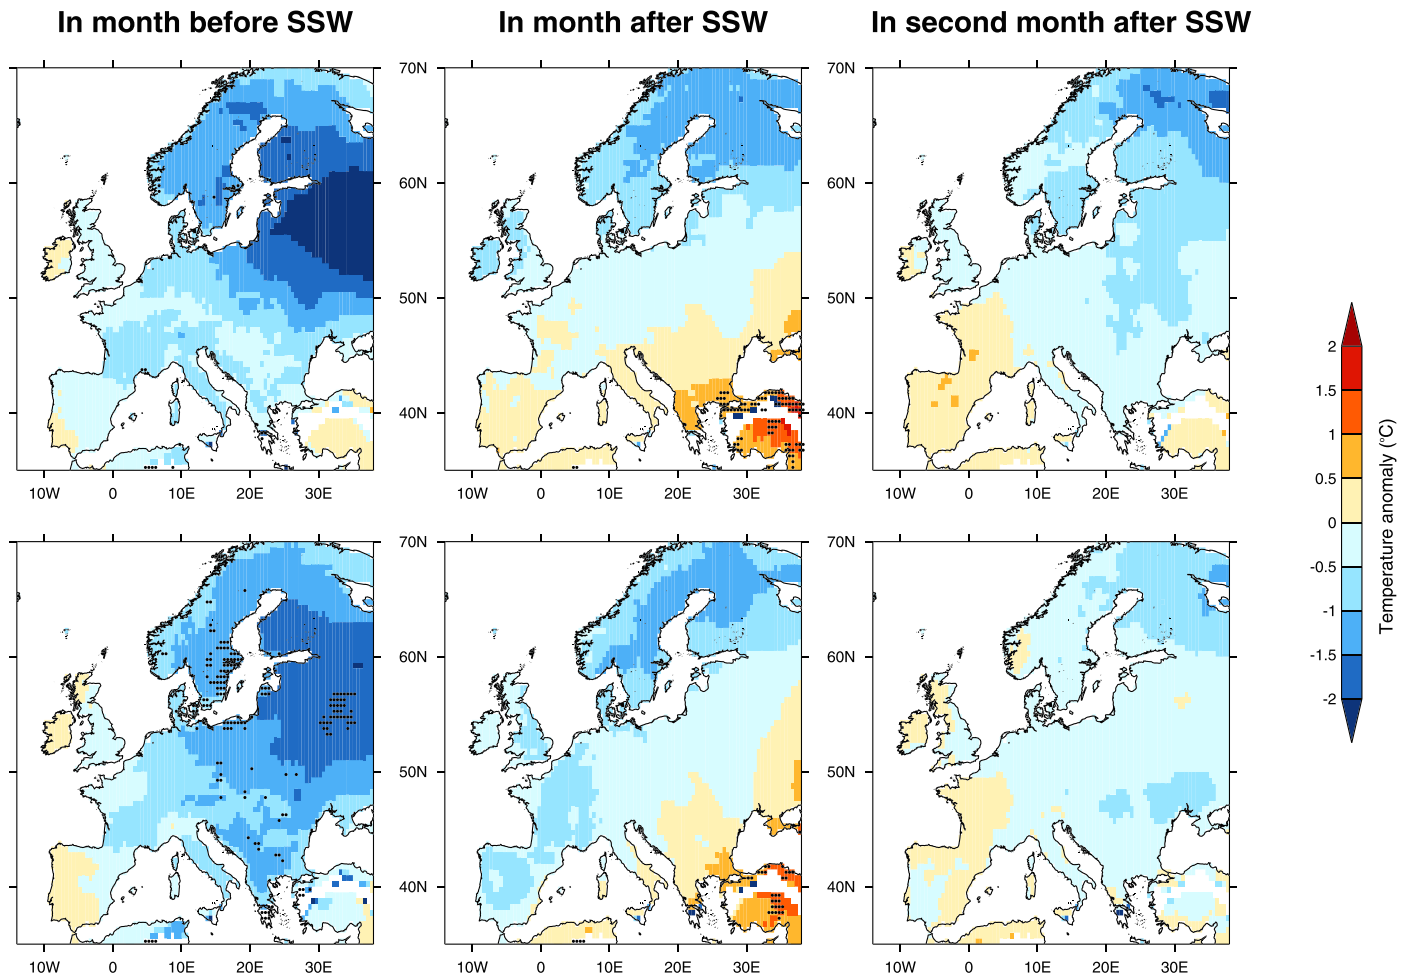 In month before SSW
In month after SSW
In second month after SSW
70N
70N
60N
60N
50N
50N
40N
40N
10W 0 10E 20E 30E
10W 0 10E 20E 30E
10W 0 10E 20E 30E
70N
70N
60N
60N
50N
50N
40N
40N
10W 0 10E 20E 30E
10W 0 10E 20E 30E
10W 0 10E 20E 30E
2
1.5
1
0.5
0
-0.5
-1
-1.5
-2
Temperature anomaly (°C)